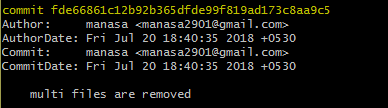 commit fde66861c12b92b365dfde99f819ad173c8aa9c5
Author:     manasa <manasa2901@gmail.com>
AuthorDate: Fri Jul 20 18:40:35 2018 +0530
Commit:     manasa <manasa2901@gmail.com>
CommitDate: Fri Jul 20 18:40:35 2018 +0530
multi files are removed